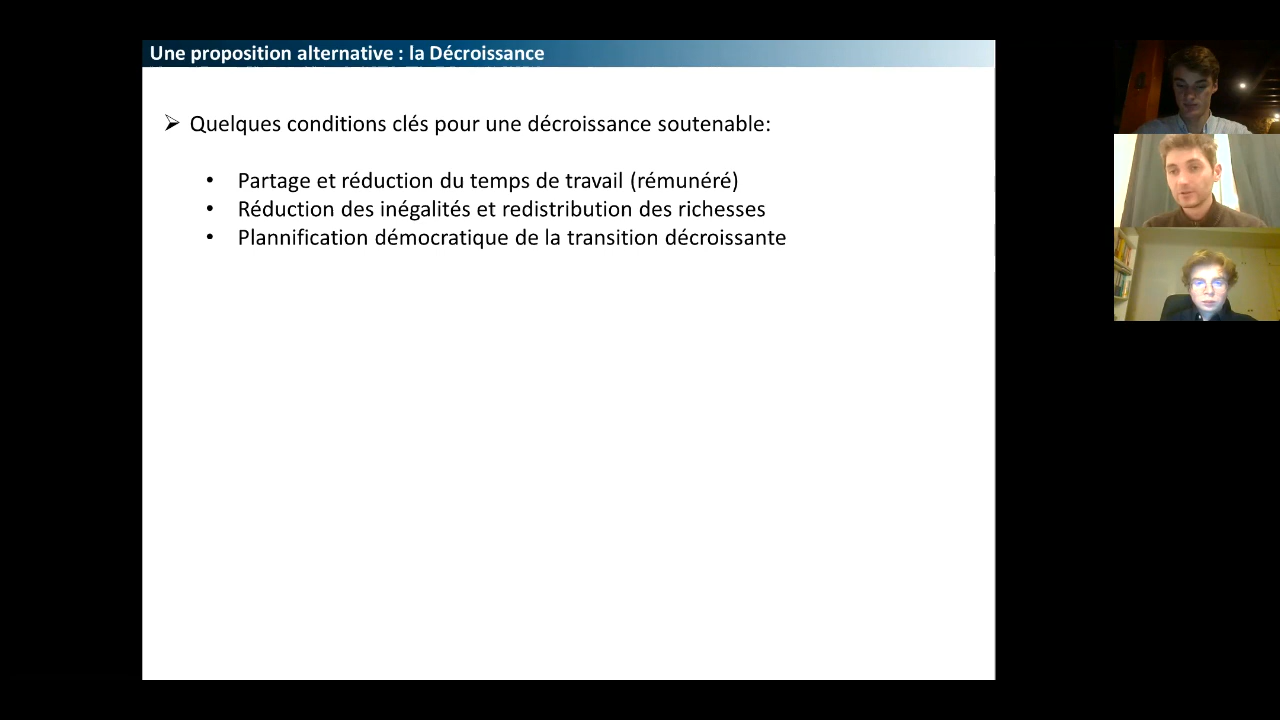 Une proposition alternative : la Décroissance
➢ Quelques conditions clés pour une décroissance soutenable:
• Partage et réduction du temps de travail (rémunéré)
• Réduction des inégalités et redistribution des richesses
• Plannification démocratique de la transition décroissante